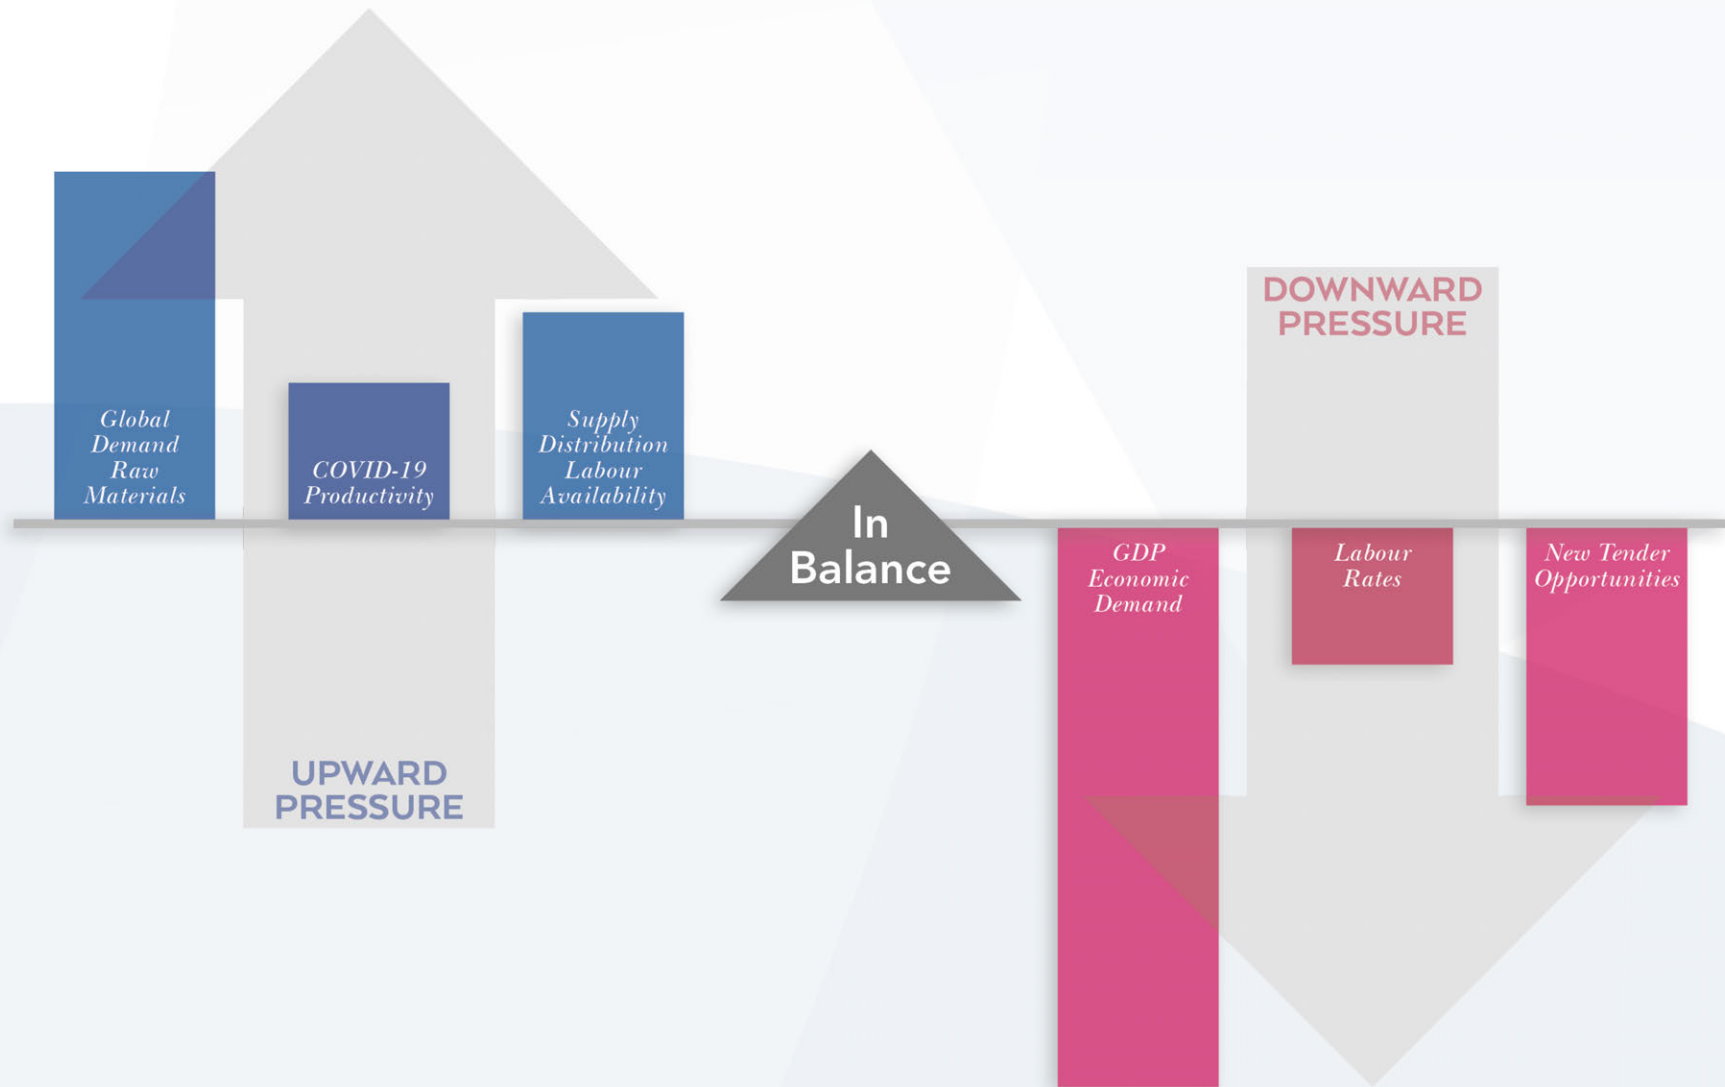 Global
Demand
Raw
Materials
COVID-19
Productivity
Supply
Distribution
Labour
Availability
UPWARD
PRESSURE
In
Balance
DOWNWARD
PRESSURE
GDP
Economic
Demand
Labour
Rates
New Tender
Opportunities